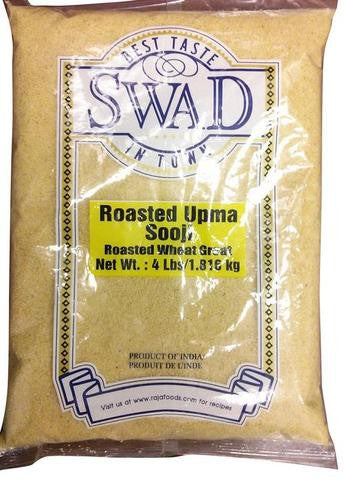 BEST TASTE
SWAD
IN TOWN
Roasted Upma
Sooji
Roasted Wheat Groat
Net Wt. : 4 Lbs/1.816 kg
PRODUCT OF INDIA
PRODUIT DE L'INDE
Visit us at www.rajafoods.com for recipes